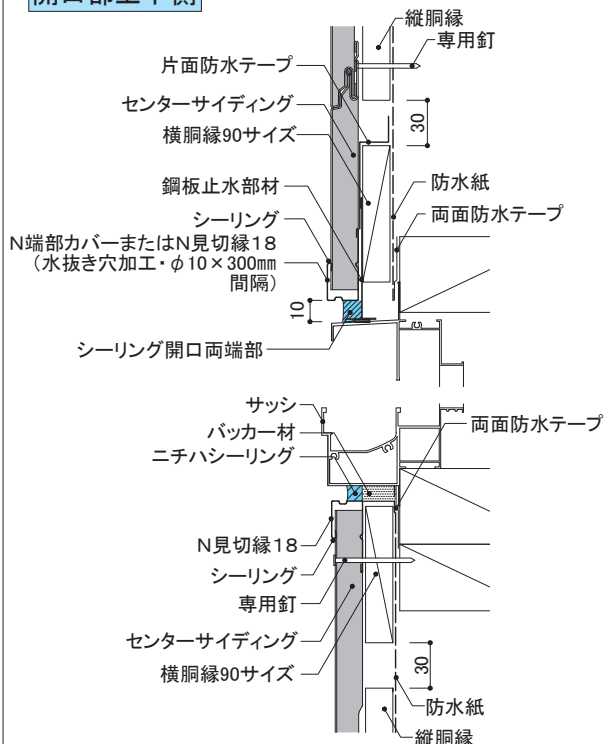 開口部上下側
縦胴縁
専用釘
片面防水テープ
センターサイディング
横胴縁90サイズ
30
鋼板止水部材
防水紙
シーリング
両面防水テープ
N端部カバーまたはN見切縁18
（水抜き穴加工・φ10×300mm
間隔）
10
シーリング開口両端部
サッシ
両面防水テープ
バッカー材
ニチハシーリング
N見切縁18
シーリング
専用釘
センターサイディング
30
横胴縁90サイズ
防水紙
縦胴縁